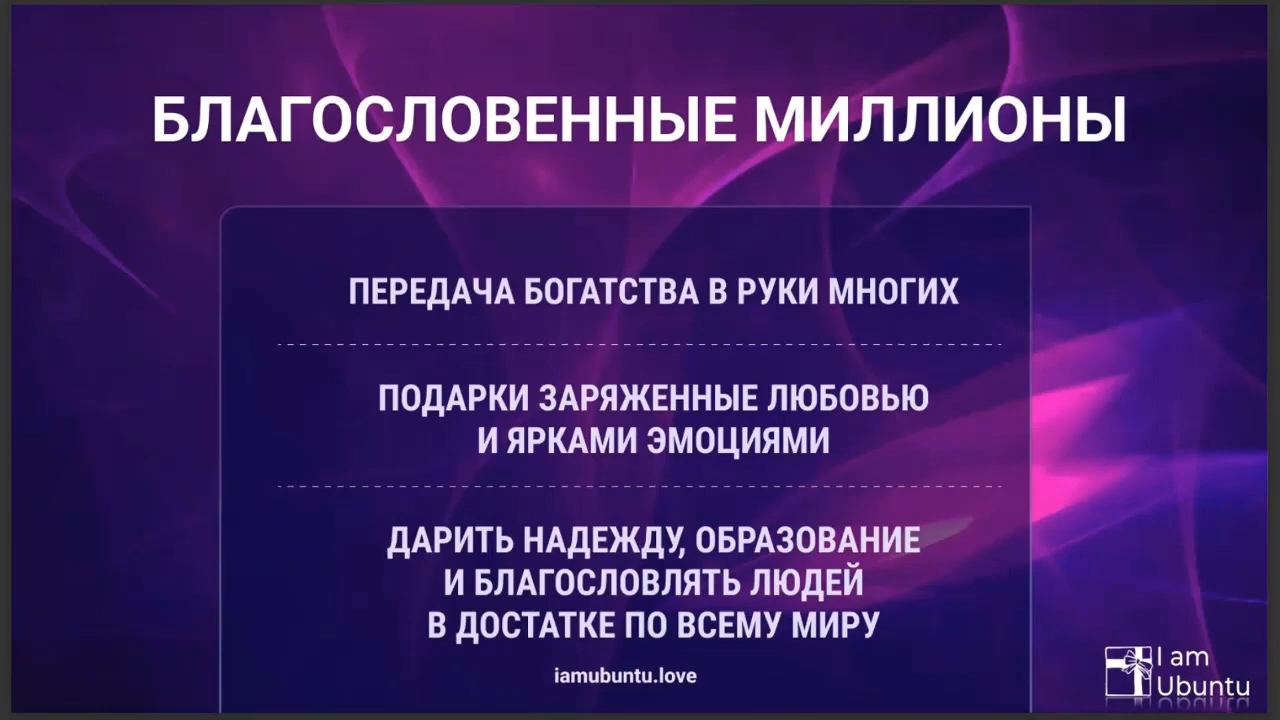 БЛАГОСЛОВЕННЫЕ МИЛЛИОНЫ
ПЕРЕДАЧА БОГАТСТВА В РУКИ МНОГИХ
ПОДАРКИ ЗАРЯЖЕННЫЕ ЛЮБОВЬЮ
И ЯРКАМИ ЭМОЦИЯМИ
ДАРИТЬ НАДЕЖДУ, ОБРАЗОВАНИЕ
И БЛАГОСЛОВЛЯТЬ ЛЮДЕЙ
В ДОСТАТКЕ ПО ВСЕМУ МИРУ
iamubuntu.love
I am
Ubuntu